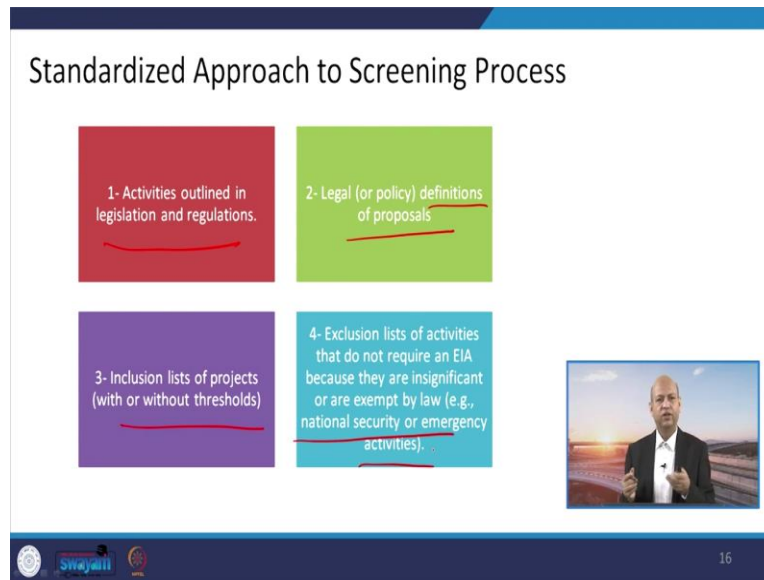 Standardized Approach to Screening Process
1- Activities outlined in
legislation and regulations.
2- Legal (or policy) definitions
of proposals
3- Inclusion lists of projects
(with or without thresholds)
4- Exclusion lists of activities
that do not require an EIA
because they are insignificant
or are exempt by law (e.g.,
national security or emergency
activities).
swayam
16